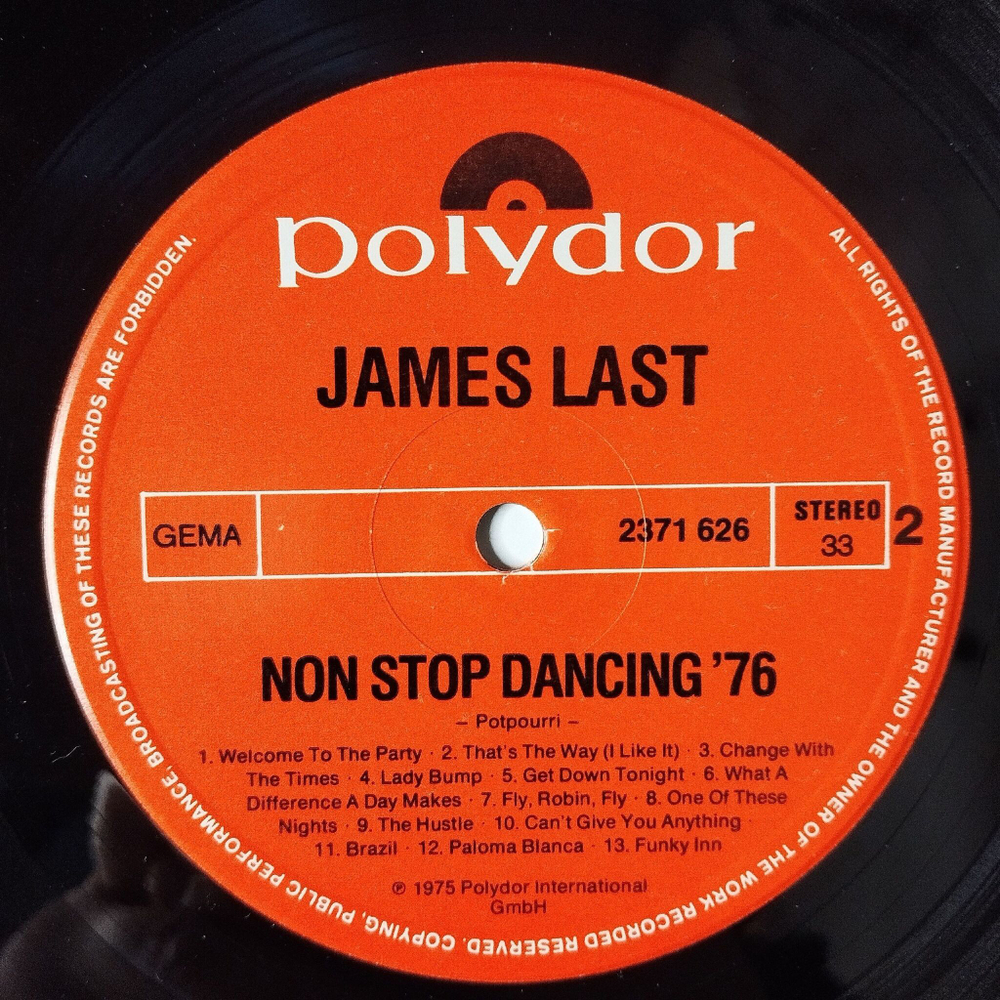 polydor
JAMES LAST
GEMA
2371 626
STEREO
33
2
NON STOP DANCING '76
– Potpourri –
1. Welcome To The Party · 2. That's The Way (I Like It) · 3. Change With
The Times · 4. Lady Bump · 5. Get Down Tonight · 6. What A
Difference A Day Makes · 7. Fly, Robin, Fly · 8. One Of These
Nights · 9. The Hustle · 10. Can't Give You Anything
11. Brazil · 12. Paloma Blanca · 13. Funky Inn
℗ 1975 Polydor International
GmbH
ALL RIGHTS OF THE RECORD MANUFACTURER AND THE OWNER OF THE WORK RECORDED RESERVED. COPYING, PUBLIC PERFORMANCE, BROADCASTING OF THESE RECORDS ARE FORBIDDEN.